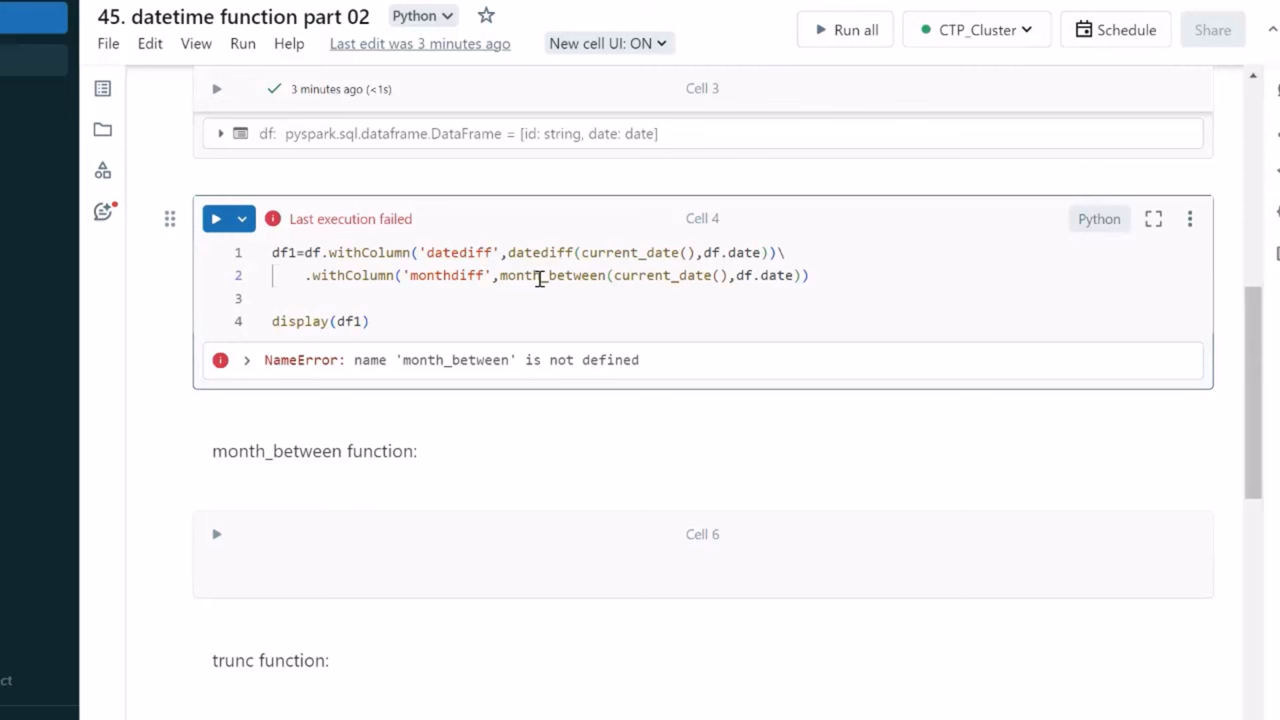 45. datetime function part 02
Python
File Edit View Run Help Last edit was 3 minutes ago New cell UI: ON
Run all
CTP_Cluster
Schedule
Share
3 minutes ago (<1s)
Cell 3
df: pyspark.sql.dataframe.DataFrame = [id: string, date: date]
Last execution failed
Cell 4
Python
1 df1=df.withColumn('datediff',datediff(current_date(),df.date))\
2 .withColumn('monthdiff',month_between(current_date(),df.date))
3
4 display(df1)
NameError: name 'month_between' is not defined
month_between function:
Cell 6
trunc function:
ct